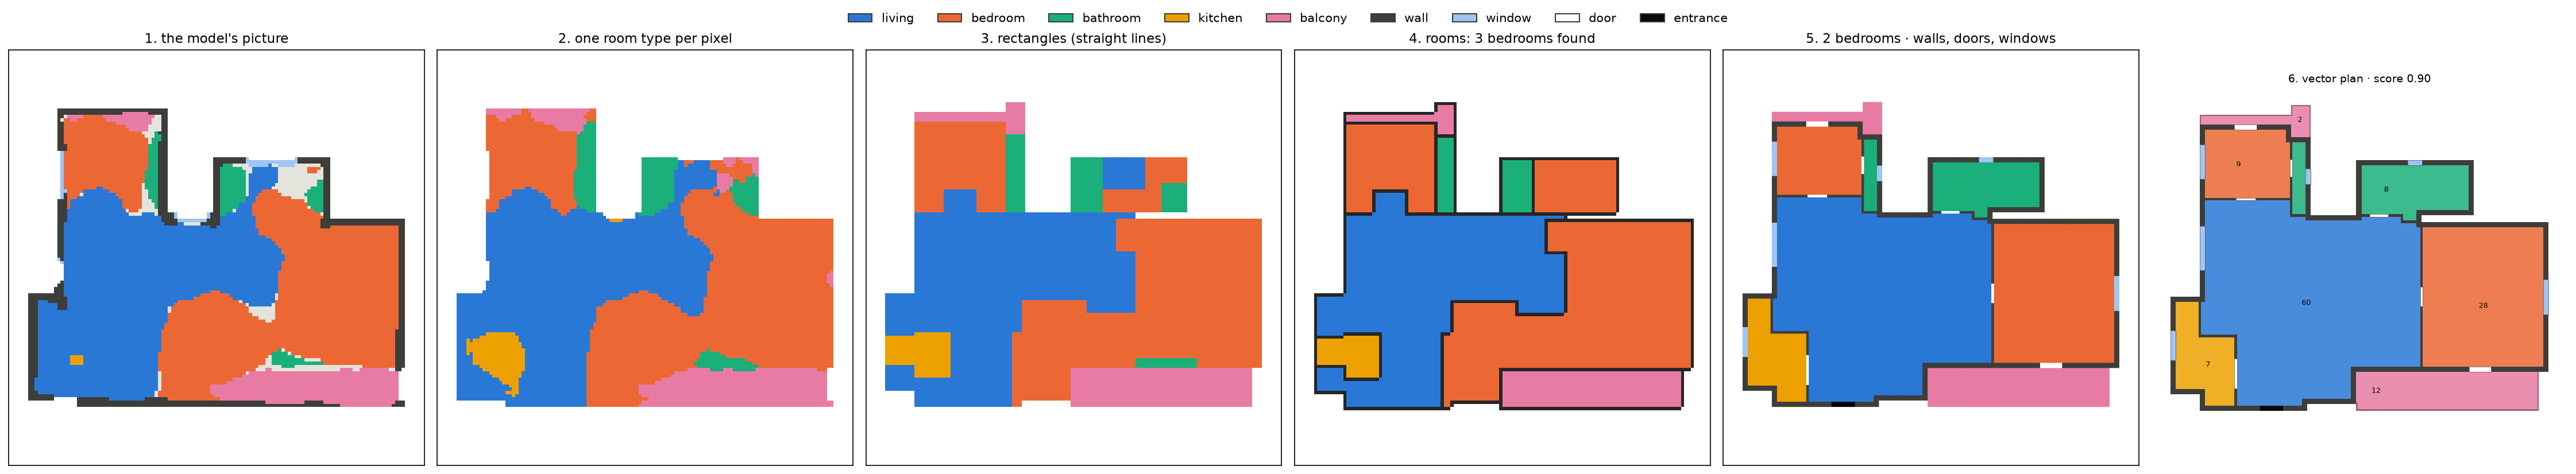 living bedroom bathroom kitchen balcony wall window door entrance
1. the model's picture
2. one room type per pixel
3. rectangles (straight lines)
4. rooms: 3 bedrooms found
5. 2 bedrooms · walls, doors, windows
6. vector plan · score 0.90
2
9
8
60
28
7
12